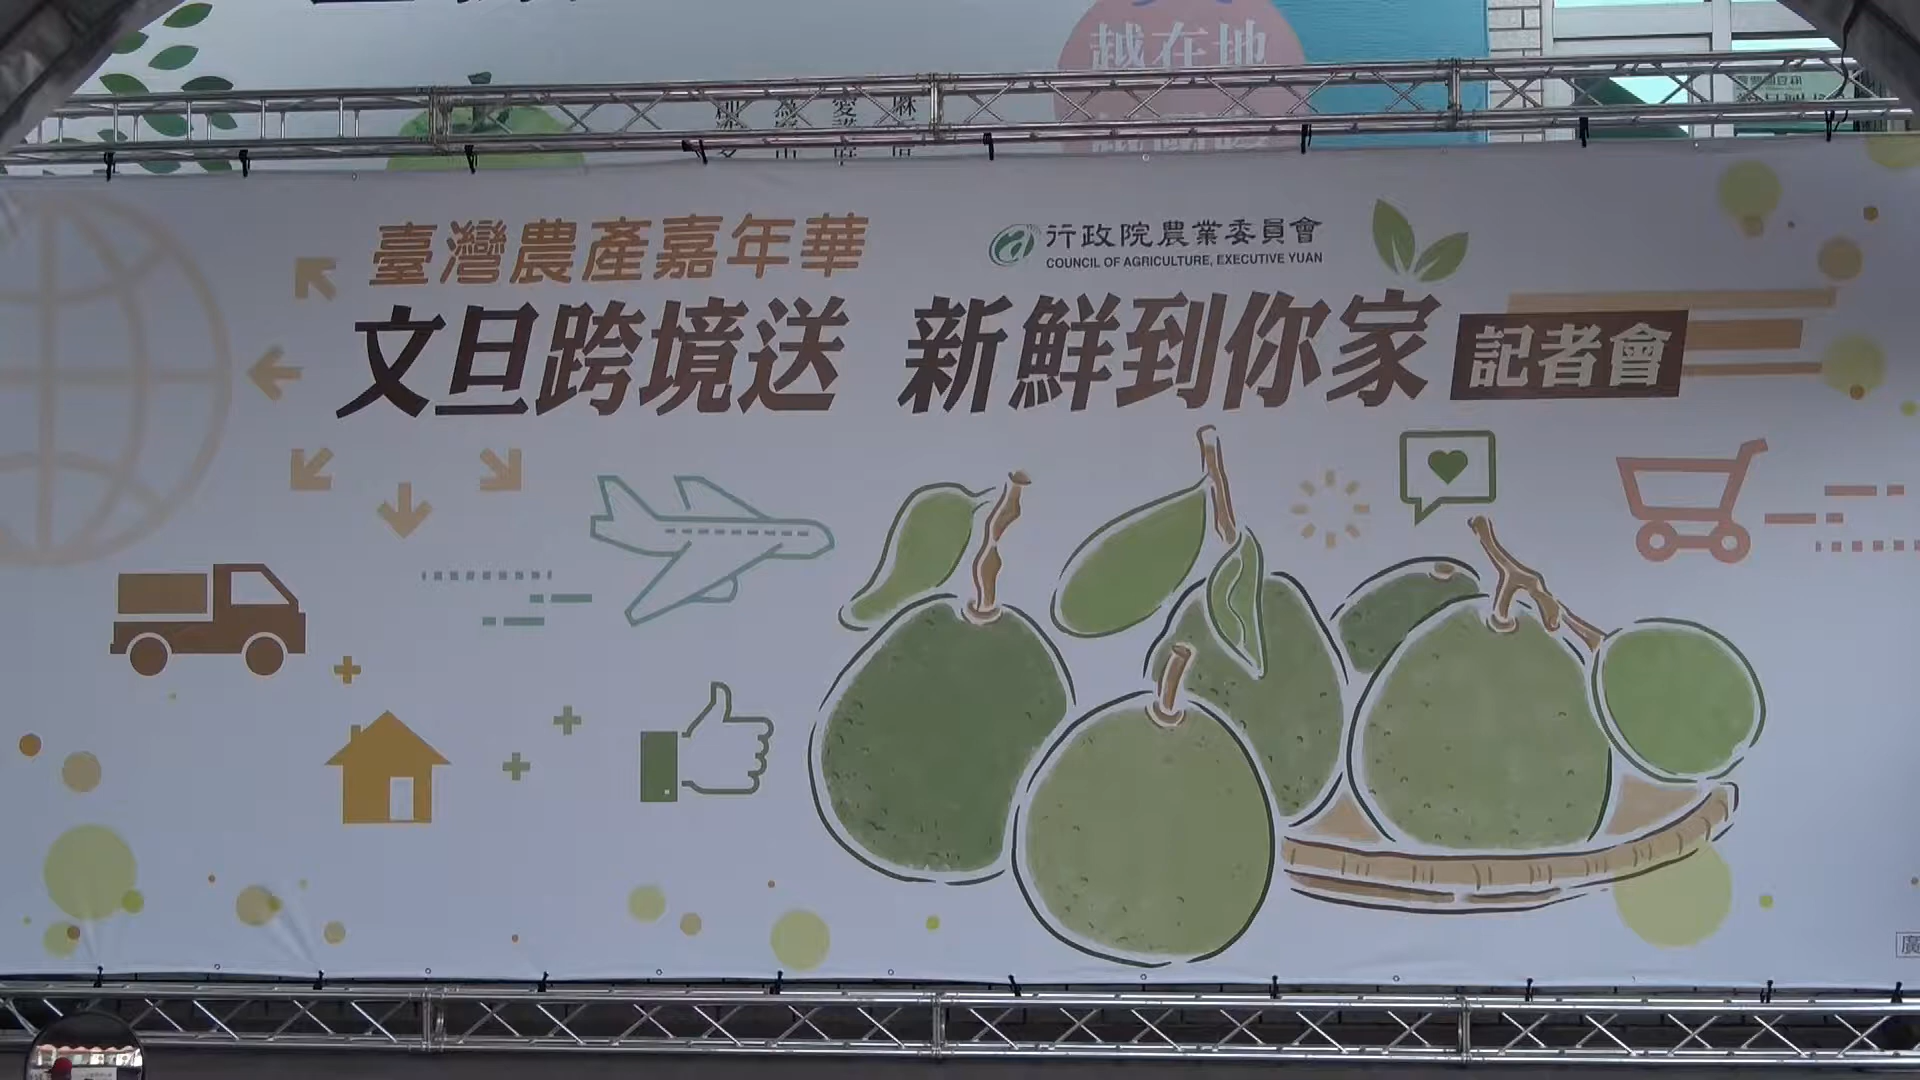 越在地
臺灣農產嘉年華
行政院農業委員會
COUNCIL OF AGRICULTURE, EXECUTIVE YUAN
文旦跨境送 新鮮到你家 記者會
廣